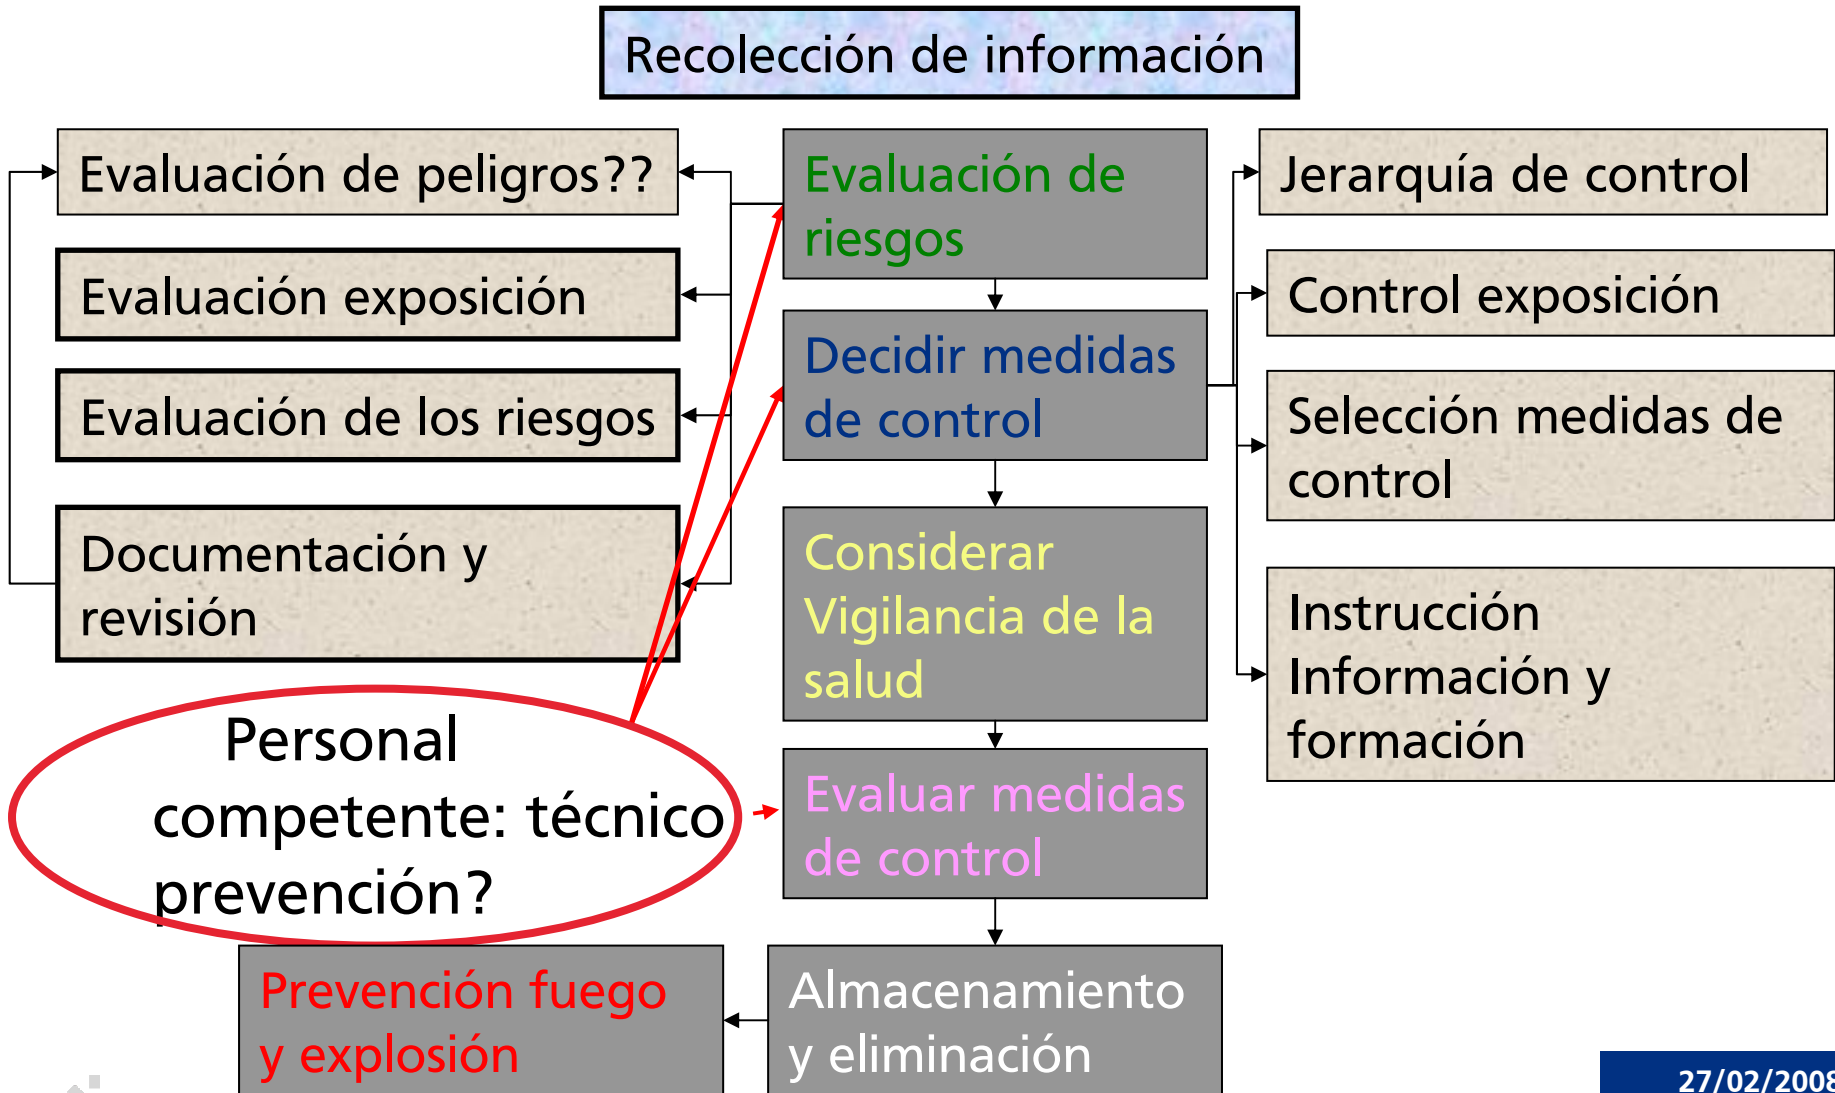 Recolección de información
Evaluación de peligros??
Evaluación exposición
Evaluación de los riesgos
Documentación y
revisión
Evaluación de
riesgos
Decidir medidas
de control
Considerar
Vigilancia de la
salud
Evaluar medidas
de control
Almacenamiento
y eliminación
Prevención fuego
y explosión
Jerarquía de control
Control exposición
Selección medidas de
control
Instrucción
Información y
formación
Personal
competente: técnico
prevención?
27/02/2008